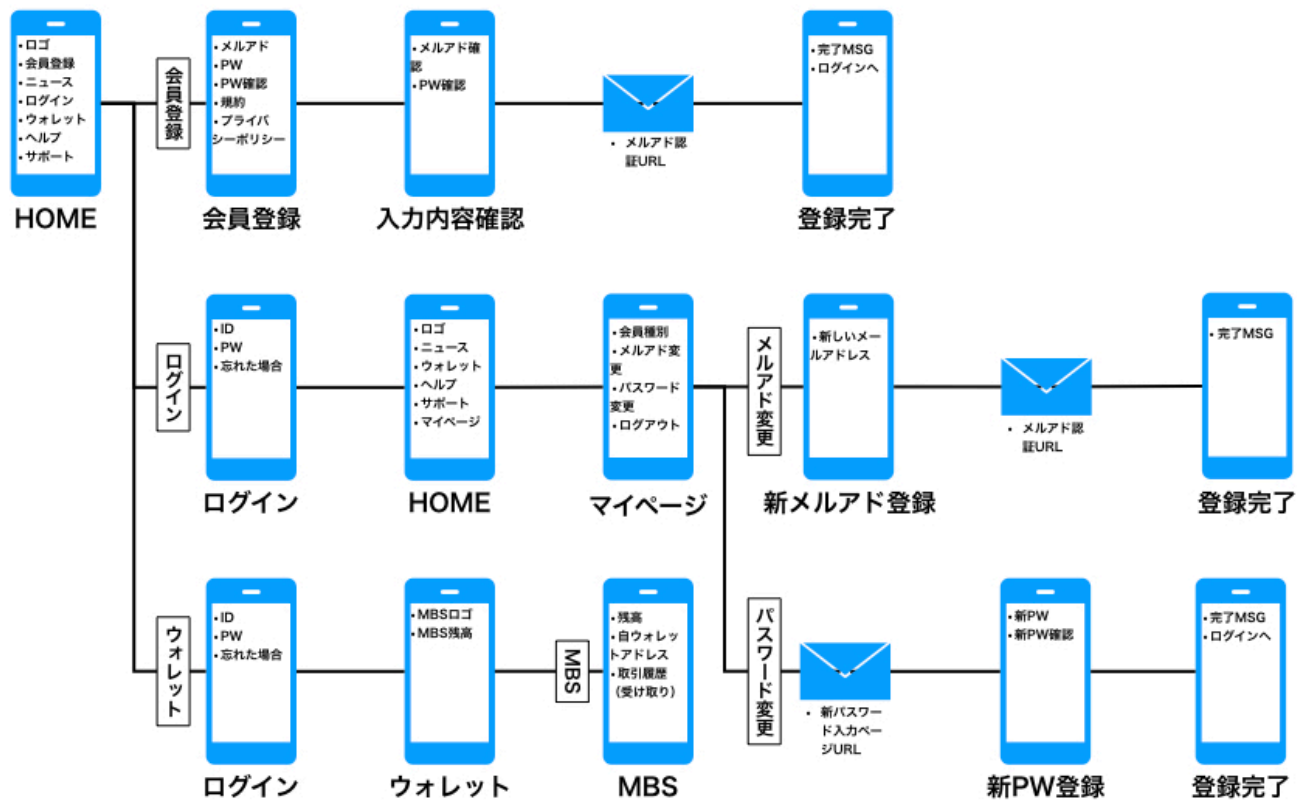 ・ロゴ
・会員登録
・ニュース
・ログイン
・ウォレット
・ヘルプ
・サポート
HOME
会員登録
・メルアド
・PW
・PW確認
・規約
・プライバ
シーポリシー
会員登録
・メルアド確
認
・PW確認
入力内容確認
・メルアド認
証URL
・完了MSG
・ログインへ
登録完了
ログイン
・ID
・PW
・忘れた場合
ログイン
・ロゴ
・ニュース
・ウォレット
・ヘルプ
・サポート
・マイページ
HOME
・会員種別
・メルアド変
更
・パスワード
変更
・ログアウト
マイページ
メルアド変更
・新しいメー
ルアドレス
新メルアド登録
・メルアド認
証URL
・完了MSG
登録完了
ウォレット
・ID
・PW
・忘れた場合
ログイン
・MBSロゴ
・MBS残高
ウォレット
MBS
・残高
・自ウォレッ
トアドレス
・取引履歴
(受け取り)
MBS
パスワード変更
・新パスワー
ド入力ペー
ジURL
・新PW
・新PW確認
新PW登録
・完了MSG
・ログインへ
登録完了